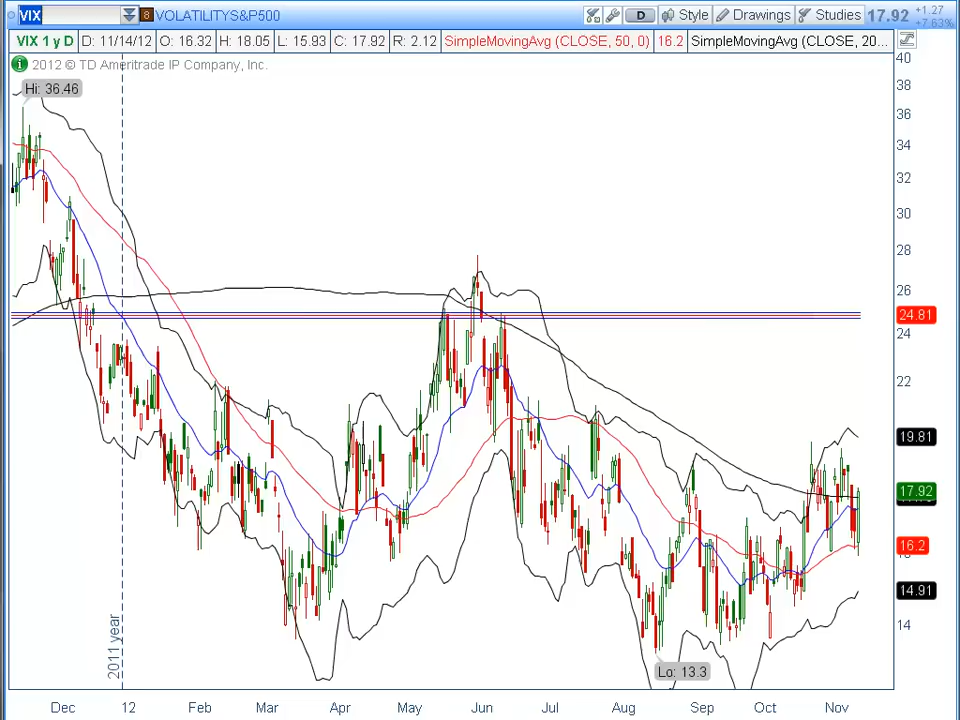 VIX 8 VOLATILITYS&P500 D Style Drawings Studies 17.92 +1.27
+7.63%
VIX 1 y D D: 11/14/12 O: 16.32 H: 18.05 L: 15.93 C: 17.92 R: 2.12 SimpleMovingAvg (CLOSE, 50, 0) 16.2 SimpleMovingAvg (CLOSE, 20...
i 2012 © TD Ameritrade IP Company, Inc.
Hi: 36.46
40
38
36
34
32
30
28
26
24.81
24
22
19.81
17.92
16.2
14.91
14
2011 year
Lo: 13.3
Dec 12 Feb Mar Apr May Jun Jul Aug Sep Oct Nov